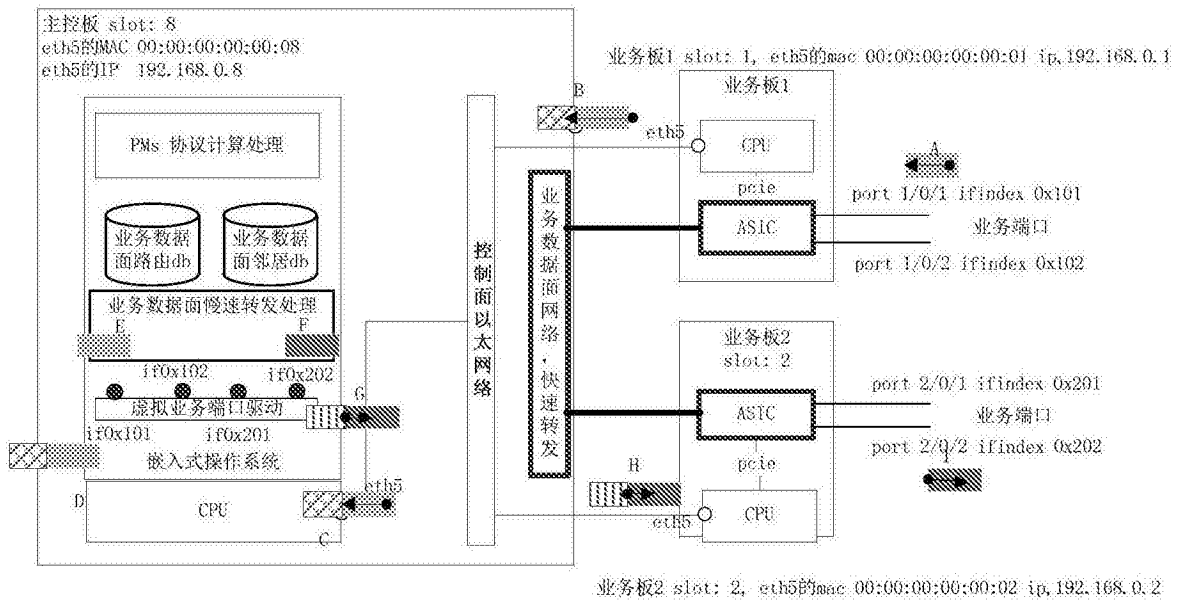 主控板 slot: 8
eth5的MAC 00:00:00:00:00:08
eth5的IP 192.168.0.8
业务板1 slot: 1, eth5的mac 00:00:00:00:00:01 ip,192.168.0.1
业务板1
B
eth5
CPU
A
PMs 协议计算处理
pcie
port 1/0/1 ifindex 0x101
ASIC
业务端口
port 1/0/2 ifindex 0x102
业务数据
面路由db
业务数据
面邻居db
控制面以太网络
业务数据面网络,快速转发
业务数据面慢速转发处理
E
F
if0x102
if0x202
虚拟业务端口驱动
if0x101
if0x201
G
嵌入式操作系统
D
CPU
eth5
C
业务板2
slot: 2
port 2/0/1 ifindex 0x201
ASIC
业务端口
port 2/0/2 ifindex 0x202
pcie
H
I
eth5
CPU
业务板2 slot: 2, eth5的mac 00:00:00:00:00:02 ip,192.168.0.2